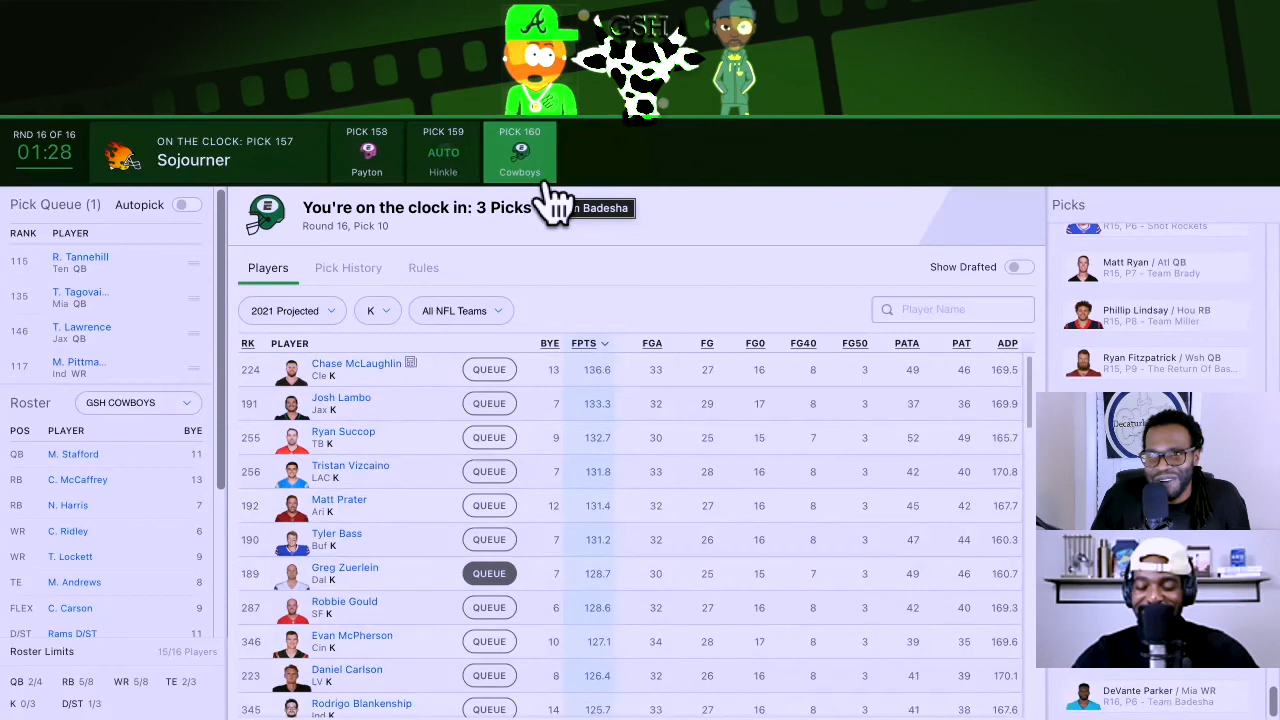 GSH
RND 16 OF 16
01:28
ON THE CLOCK: PICK 157
Sojourner
PICK 158
Payton
PICK 159
AUTO
Hinkle
PICK 160
Cowboys
Pick Queue (1)
Autopick
RANK PLAYER
115 R. Tannehill
Ten QB
135 T. Tagovai...
Mia QB
146 T. Lawrence
Jax QB
117 M. Pittma...
Ind WR
Roster GSH COWBOYS
POS PLAYER BYE
QB M. Stafford 11
RB C. McCaffrey 13
RB N. Harris 7
WR C. Ridley 6
WR T. Lockett 9
TE M. Andrews 8
FLEX C. Carson 9
D/ST Rams D/ST 11
Roster Limits 15/16 Players
QB 2/4 RB 5/8 WR 5/8 TE 2/3
K 0/3 D/ST 1/3
You're on the clock in: 3 Picks
Round 16, Pick 10
Badesha
Players Pick History Rules
Show Drafted
2021 Projected K All NFL Teams
Player Name
RK PLAYER BYE FPTS FGA FG FG0 FG40 FG50 PATA PAT ADP
224 Chase McLaughlin Cle K QUEUE 13 136.6 33 27 16 8 3 49 46 169.5
191 Josh Lambo Jax K QUEUE 7 133.3 32 29 17 8 3 37 36 169.9
255 Ryan Succop TB K QUEUE 9 132.7 30 25 15 7 3 52 49 165.7
256 Tristan Vizcaino LAC K QUEUE 7 131.8 33 28 16 8 3 42 40 170.8
192 Matt Prater Ari K QUEUE 12 131.4 32 27 16 8 3 45 42 167.7
190 Tyler Bass Buf K QUEUE 7 131.2 32 26 16 8 3 47 44 160.3
189 Greg Zuerlein Dal K QUEUE 7 128.7 30 25 15 7 3 49 47 160.7
287 Robbie Gould SF K QUEUE 6 128.6 32 27 16 8 3 42 40 169.3
346 Evan McPherson Cin K QUEUE 10 127.1 34 28 17 8 3 39 35 169.6
223 Daniel Carlson LV K QUEUE 8 126.4 32 26 16 8 3 41 39 170.1
345 Rodrigo Blankenship Ind K QUEUE 14 125.7 32 26 16 8 3 41 38 167.6
Picks
R15, P6 - Shot Rockets
Matt Ryan / Atl QB
R15, P7 - Team Brady
Phillip Lindsay / Hou RB
R15, P8 - Team Miller
Ryan Fitzpatrick / Wsh QB
R15, P9 - The Return Of Bas...
DeVante Parker / Mia WR
R16, P6 - Team Badesha